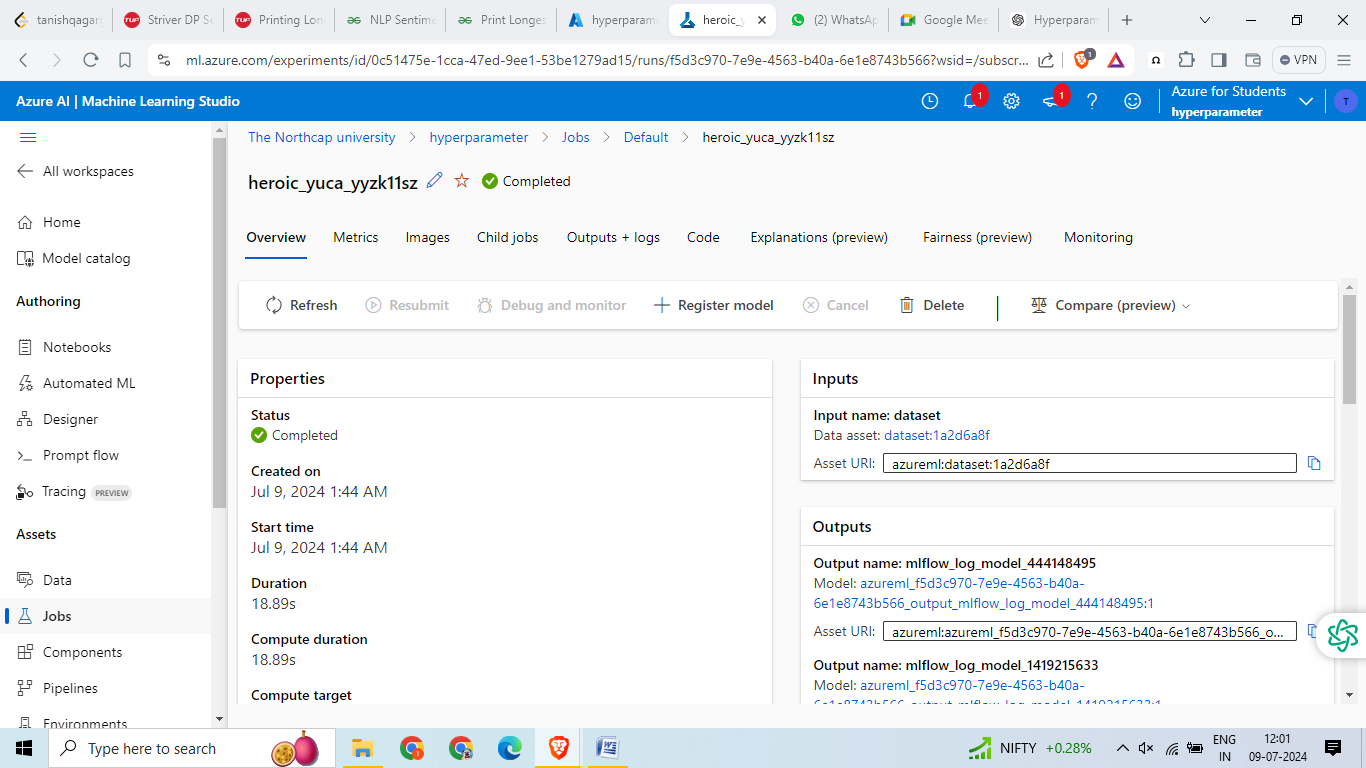 tanishqagarg
Striver DP Se
Printing Lon
NLP Sentime
Print Longes
hyperparame
heroic_y
(2) WhatsAp
Google Mee
Hyperparam
ml.azure.com/experiments/id/0c51475e-1cca-47ed-9ee1-53be1279ad15/runs/f5d3c970-7e9e-4563-b40a-6e1e8743b566?wsid=/subscr...
1
VPN
Azure AI | Machine Learning Studio
1
1
Azure for Students
hyperparameter
T
All workspaces
Home
Model catalog
Authoring
Notebooks
Automated ML
Designer
Prompt flow
Tracing PREVIEW
Assets
Data
Jobs
Components
Pipelines
Environments
The Northcap university > hyperparameter > Jobs > Default > heroic_yuca_yyzk11sz
heroic_yuca_yyzk11sz Completed
Overview Metrics Images Child jobs Outputs + logs Code Explanations (preview) Fairness (preview) Monitoring
Refresh Resubmit Debug and monitor Register model Cancel Delete Compare (preview)
Properties
Status
Completed
Created on
Jul 9, 2024 1:44 AM
Start time
Jul 9, 2024 1:44 AM
Duration
18.89s
Compute duration
18.89s
Compute target
Inputs
Input name: dataset
Data asset: dataset:1a2d6a8f
Asset URI: azureml:dataset:1a2d6a8f
Outputs
Output name: mlflow_log_model_444148495
Model: azureml_f5d3c970-7e9e-4563-b40a-
6e1e8743b566_output_mlflow_log_model_444148495:1
Asset URI: azureml:azureml_f5d3c970-7e9e-4563-b40a-6e1e8743b566_o...
Output name: mlflow_log_model_1419215633
Model: azureml_f5d3c970-7e9e-4563-b40a-
6e1e8743b566_output_mlflow_log_model_1419215633:1
Type here to search
NIFTY +0.28%
ENG
IN
12:01
09-07-2024